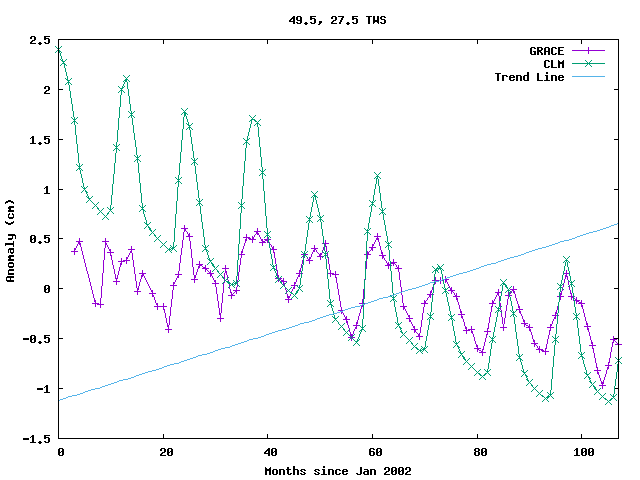 49.5, 27.5 TWS
GRACE
CLM
Trend Line
2.5
2
1.5
1
0.5
0
-0.5
-1
-1.5
Anomaly (cm)
0 20 40 60 80 100
Months since Jan 2002